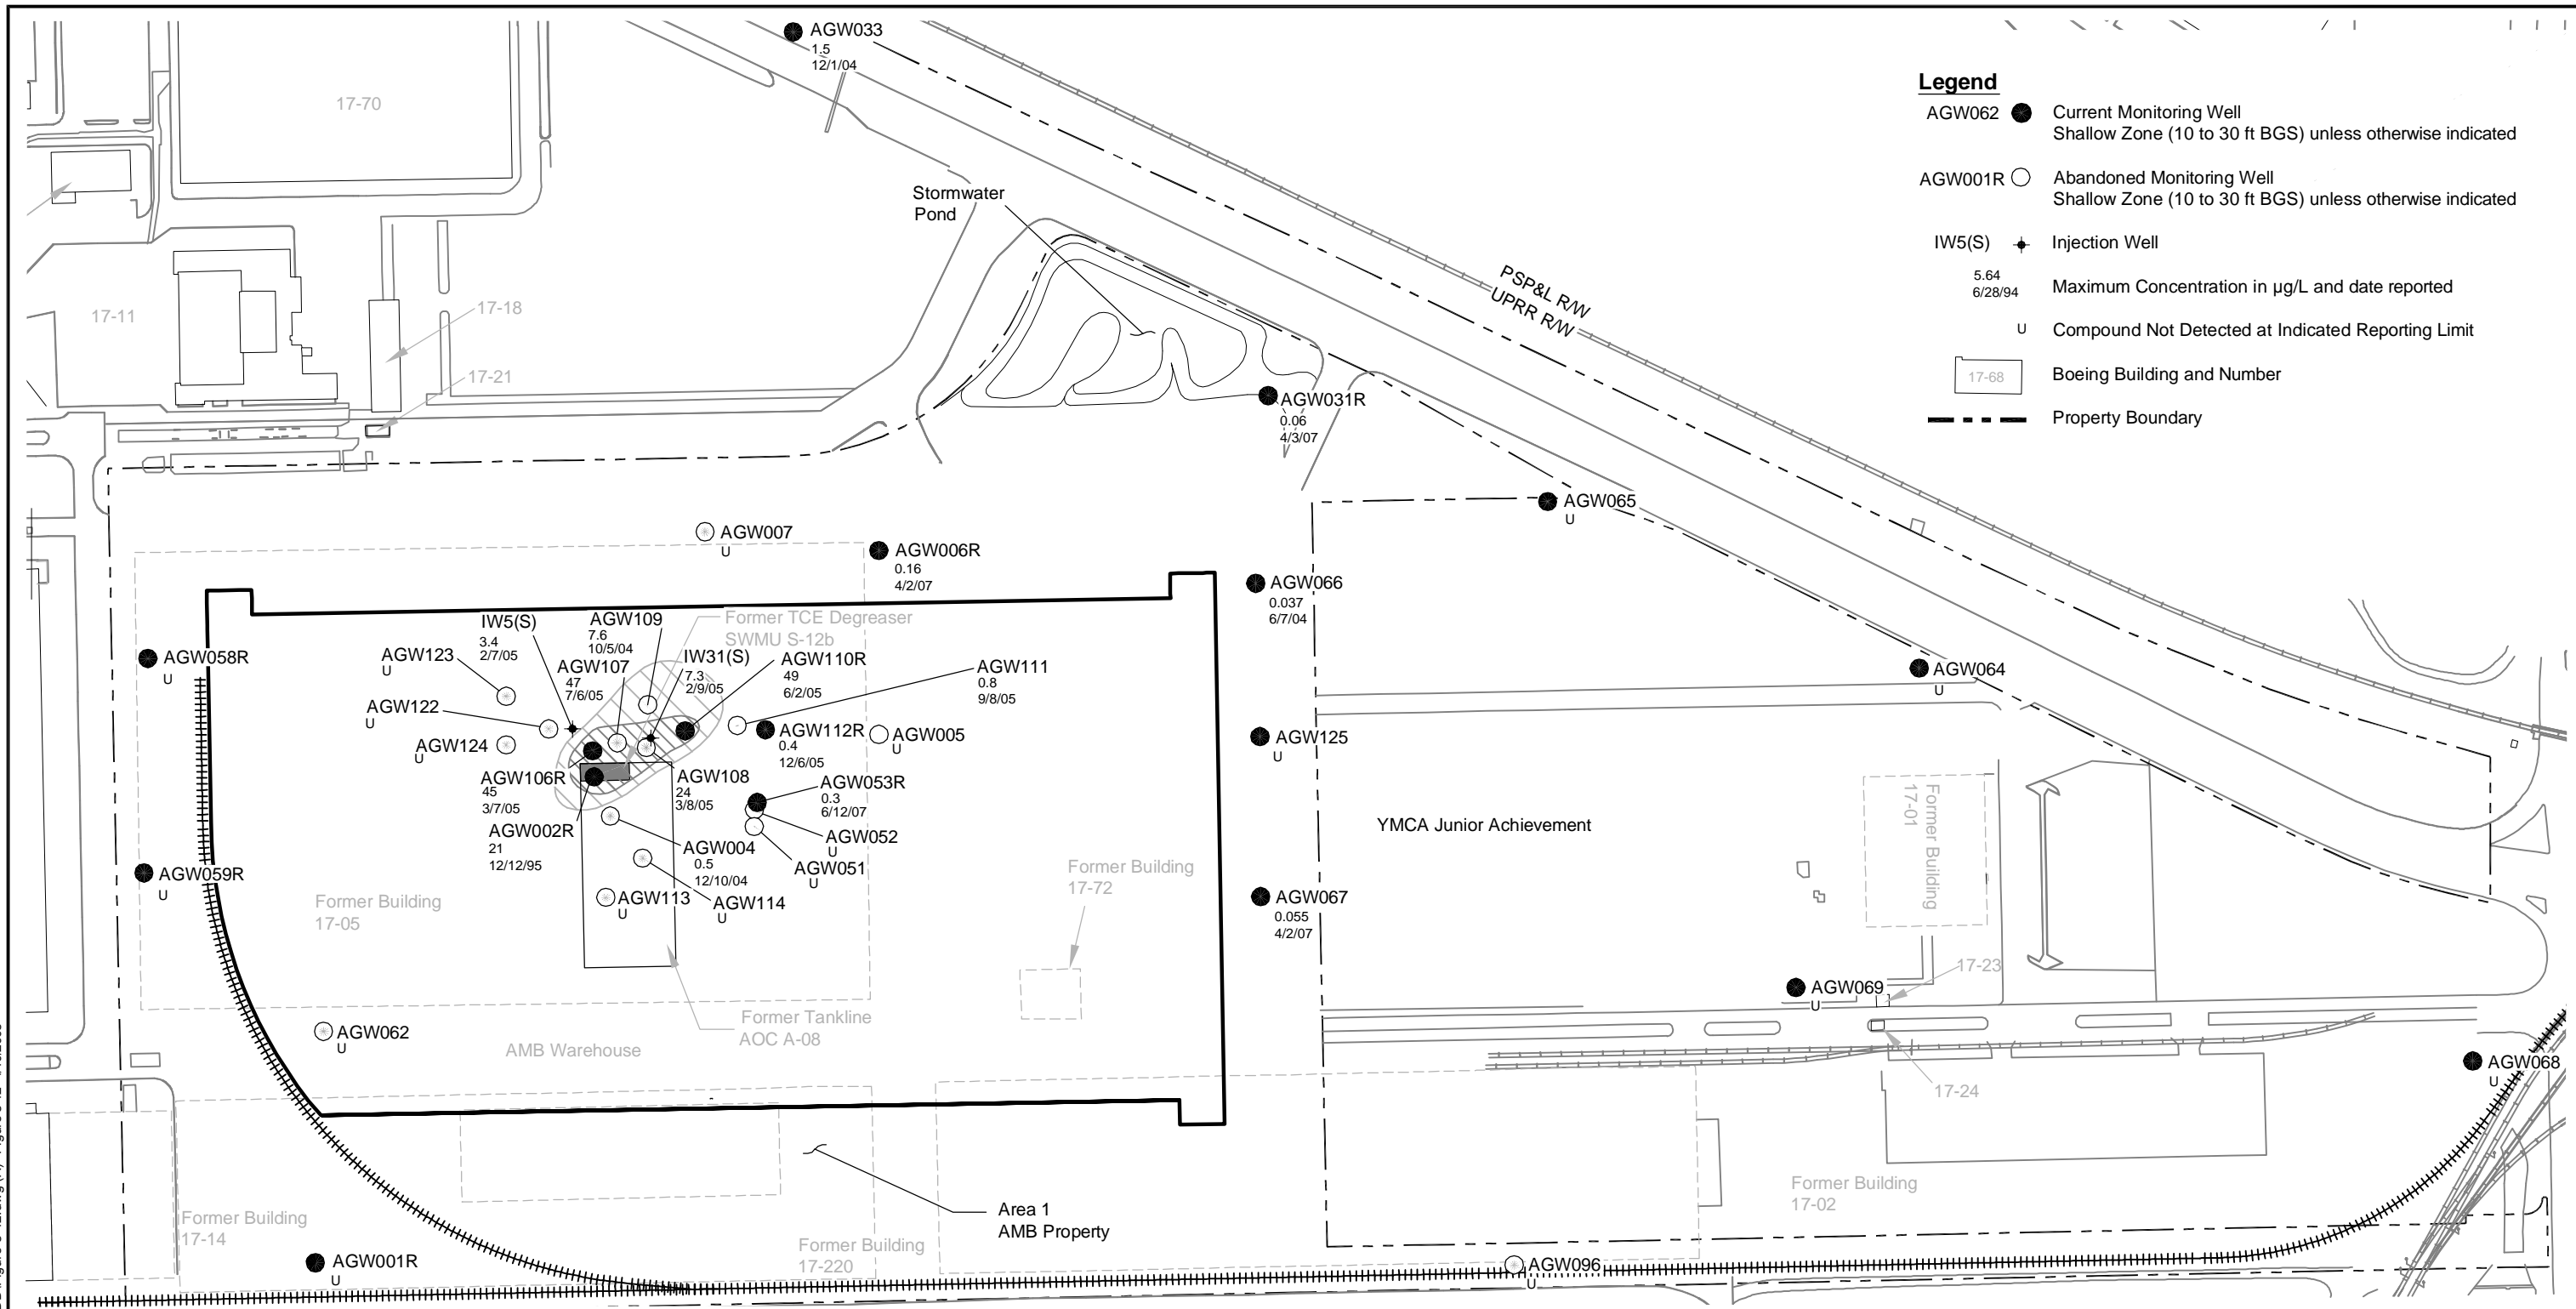 AGW033
1.5
12/1/04
17-70
Legend
AGW062
Current Monitoring Well
Shallow Zone (10 to 30 ft BGS) unless otherwise indicated
AGW001R
Abandoned Monitoring Well
Shallow Zone (10 to 30 ft BGS) unless otherwise indicated
IW5(S)
Injection Well
5.64
6/28/94
Maximum Concentration in µg/L and date reported
U
Compound Not Detected at Indicated Reporting Limit
17-68
Boeing Building and Number
Property Boundary
Stormwater
Pond
PSP&L R/W
UPRR R/W
17-11
17-18
17-21
AGW031R
0.06
4/3/07
AGW065
U
AGW007
U
AGW006R
0.16
4/2/07
AGW066
0.037
6/7/04
Former TCE Degreaser
SWMU S-12b
IW5(S)
3.4
2/7/05
AGW109
7.6
10/5/04
AGW058R
U
AGW123
U
AGW107
47
7/6/05
IW31(S)
7.3
2/9/05
AGW110R
49
6/2/05
AGW111
0.8
9/8/05
AGW064
U
AGW122
U
AGW124
U
AGW112R
0.4
12/6/05
AGW005
U
AGW125
U
AGW106R
45
3/7/05
AGW108
24
3/8/05
AGW053R
0.3
6/12/07
AGW002R
21
12/12/95
AGW052
U
AGW004
0.5
12/10/04
AGW051
U
YMCA Junior Achievement
Former Building
17-01
AGW059R
U
AGW113
U
AGW114
U
Former Building
17-05
Former Building
17-72
AGW067
0.055
4/2/07
17-23
AGW069
U
AGW062
U
Former Tankline
AOC A-08
AMB Warehouse
AGW068
U
17-24
Former Building
17-02
Area 1
AMB Property
Former Building
17-14
Former Building
17-220
AGW001R
U
AGW096
U